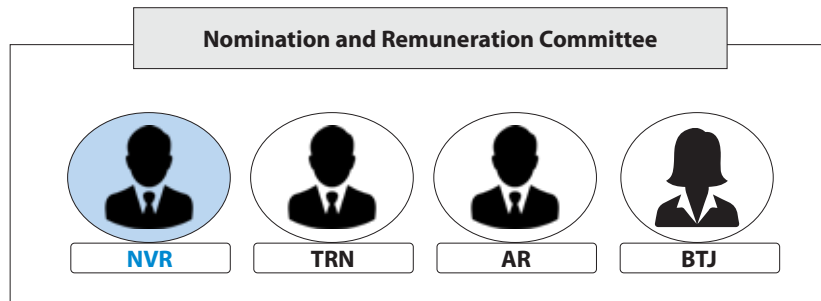 Nomination and Remuneration Committee
NVR
TRN
AR
BTJ